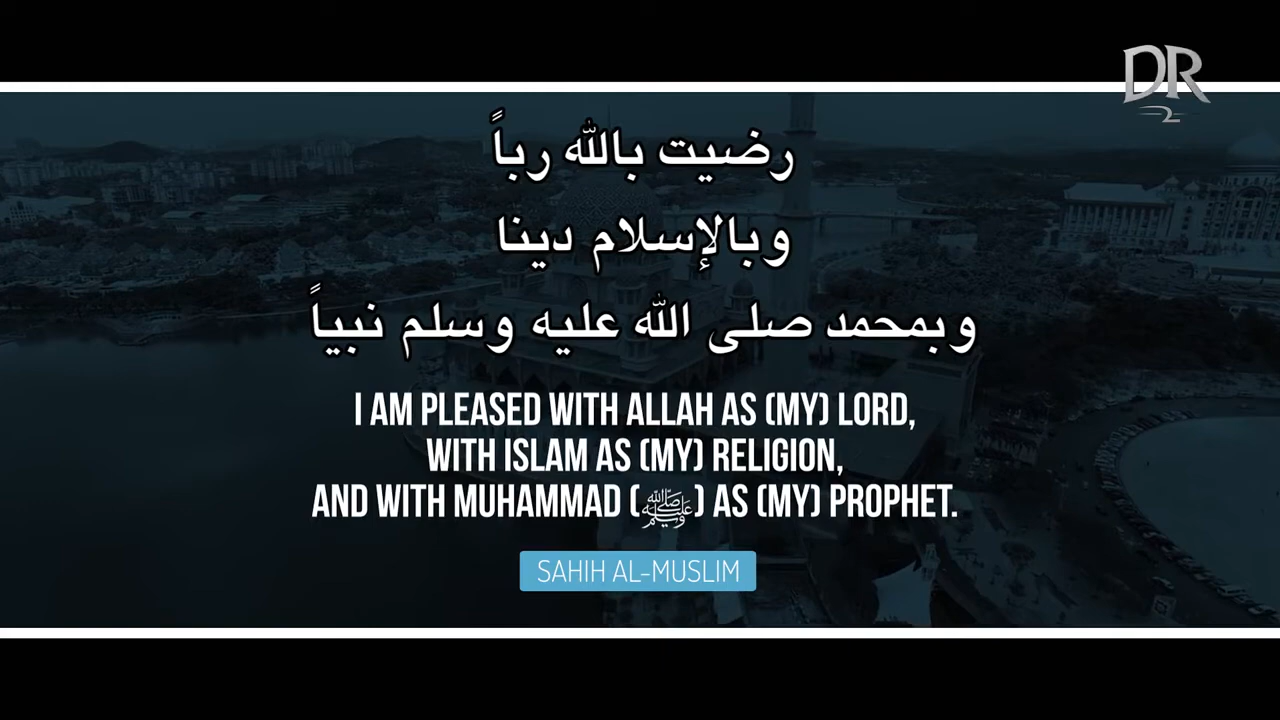 DR
2
رضيت بالله رباً
وبالإسلام دينا
وبمحمد صلى الله عليه وسلم نبياً
I AM PLEASED WITH ALLAH AS (MY) LORD,
WITH ISLAM AS (MY) RELIGION,
AND WITH MUHAMMAD (ﷺ) AS (MY) PROPHET.
SAHIH AL-MUSLIM